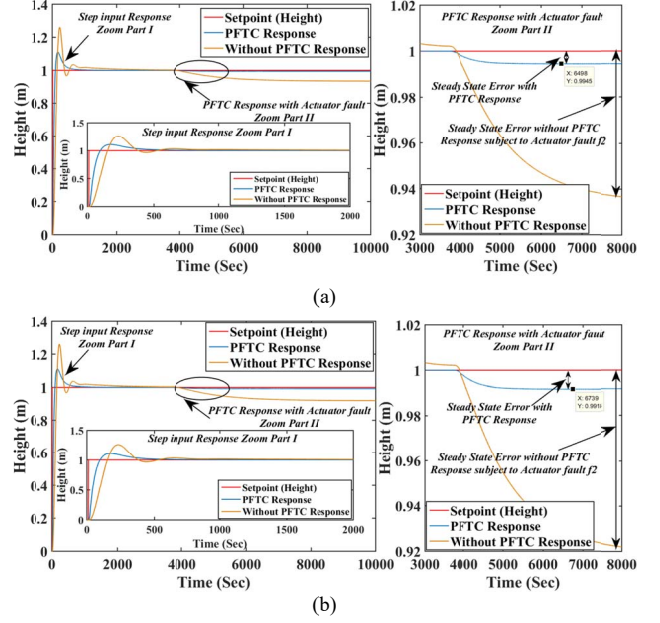 1.4
1.2
1
0.8
0.6
0.4
0.2
0
Height (m)
Step input Response
Zoom Part I
Setpoint (Height)
PFTC Response
Without PFTC Response
PFTC Response with Actuator fault
Zoom Part II
Step input Response Zoom Part I
1.5
1
0.5
0
Height (m)
Setpoint (Height)
PFTC Response
Without PFTC Response
0 500 1000 1500 2000
Time (Sec)
0 2000 4000 6000 8000 10000
Time (Sec)
1.02
1
0.98
0.96
0.94
0.92
Height (m)
PFTC Response with Actuator faul
Zoom Part II
X: 6498
Y: 0.9945
Steady State Error with
PFTC Response
Steady State Error without PFTC
Response subject to Actuator fault f2
Setpoint (Height)
PFTC Response
Without PFTC Response
3000 4000 5000 6000 7000 8000
Time (Sec)
(a)
1.4
1.2
1
0.8
0.6
0.4
0.2
0
Height (m)
Step input Response
Zoom Part I
Setpoint (Height)
PFTC Response
Without PFTC Response
PFTC Response with Actuator fault
Zoom Part II
Step input Response Zoom Part I
1.5
1
0.5
0
Height (m)
Setpoint (Height)
PFTC Response
Without PFTC Response
0 500 1000 1500 2000
Time (Sec)
0 2000 4000 6000 8000 10000
Time (Sec)
1.02
1
0.98
0.96
0.94
0.92
Height (m)
PFTC Response with Actuator faul
Zoom Part II
X: 6739
Steady State Error with
PFTC Response
Steady State Error without PFTC
Response subject to Actuator fault f2
Setpoint (Height)
PFTC Response
Without PFTC Response
3000 4000 5000 6000 7000 8000
Time (Sec)
(b)